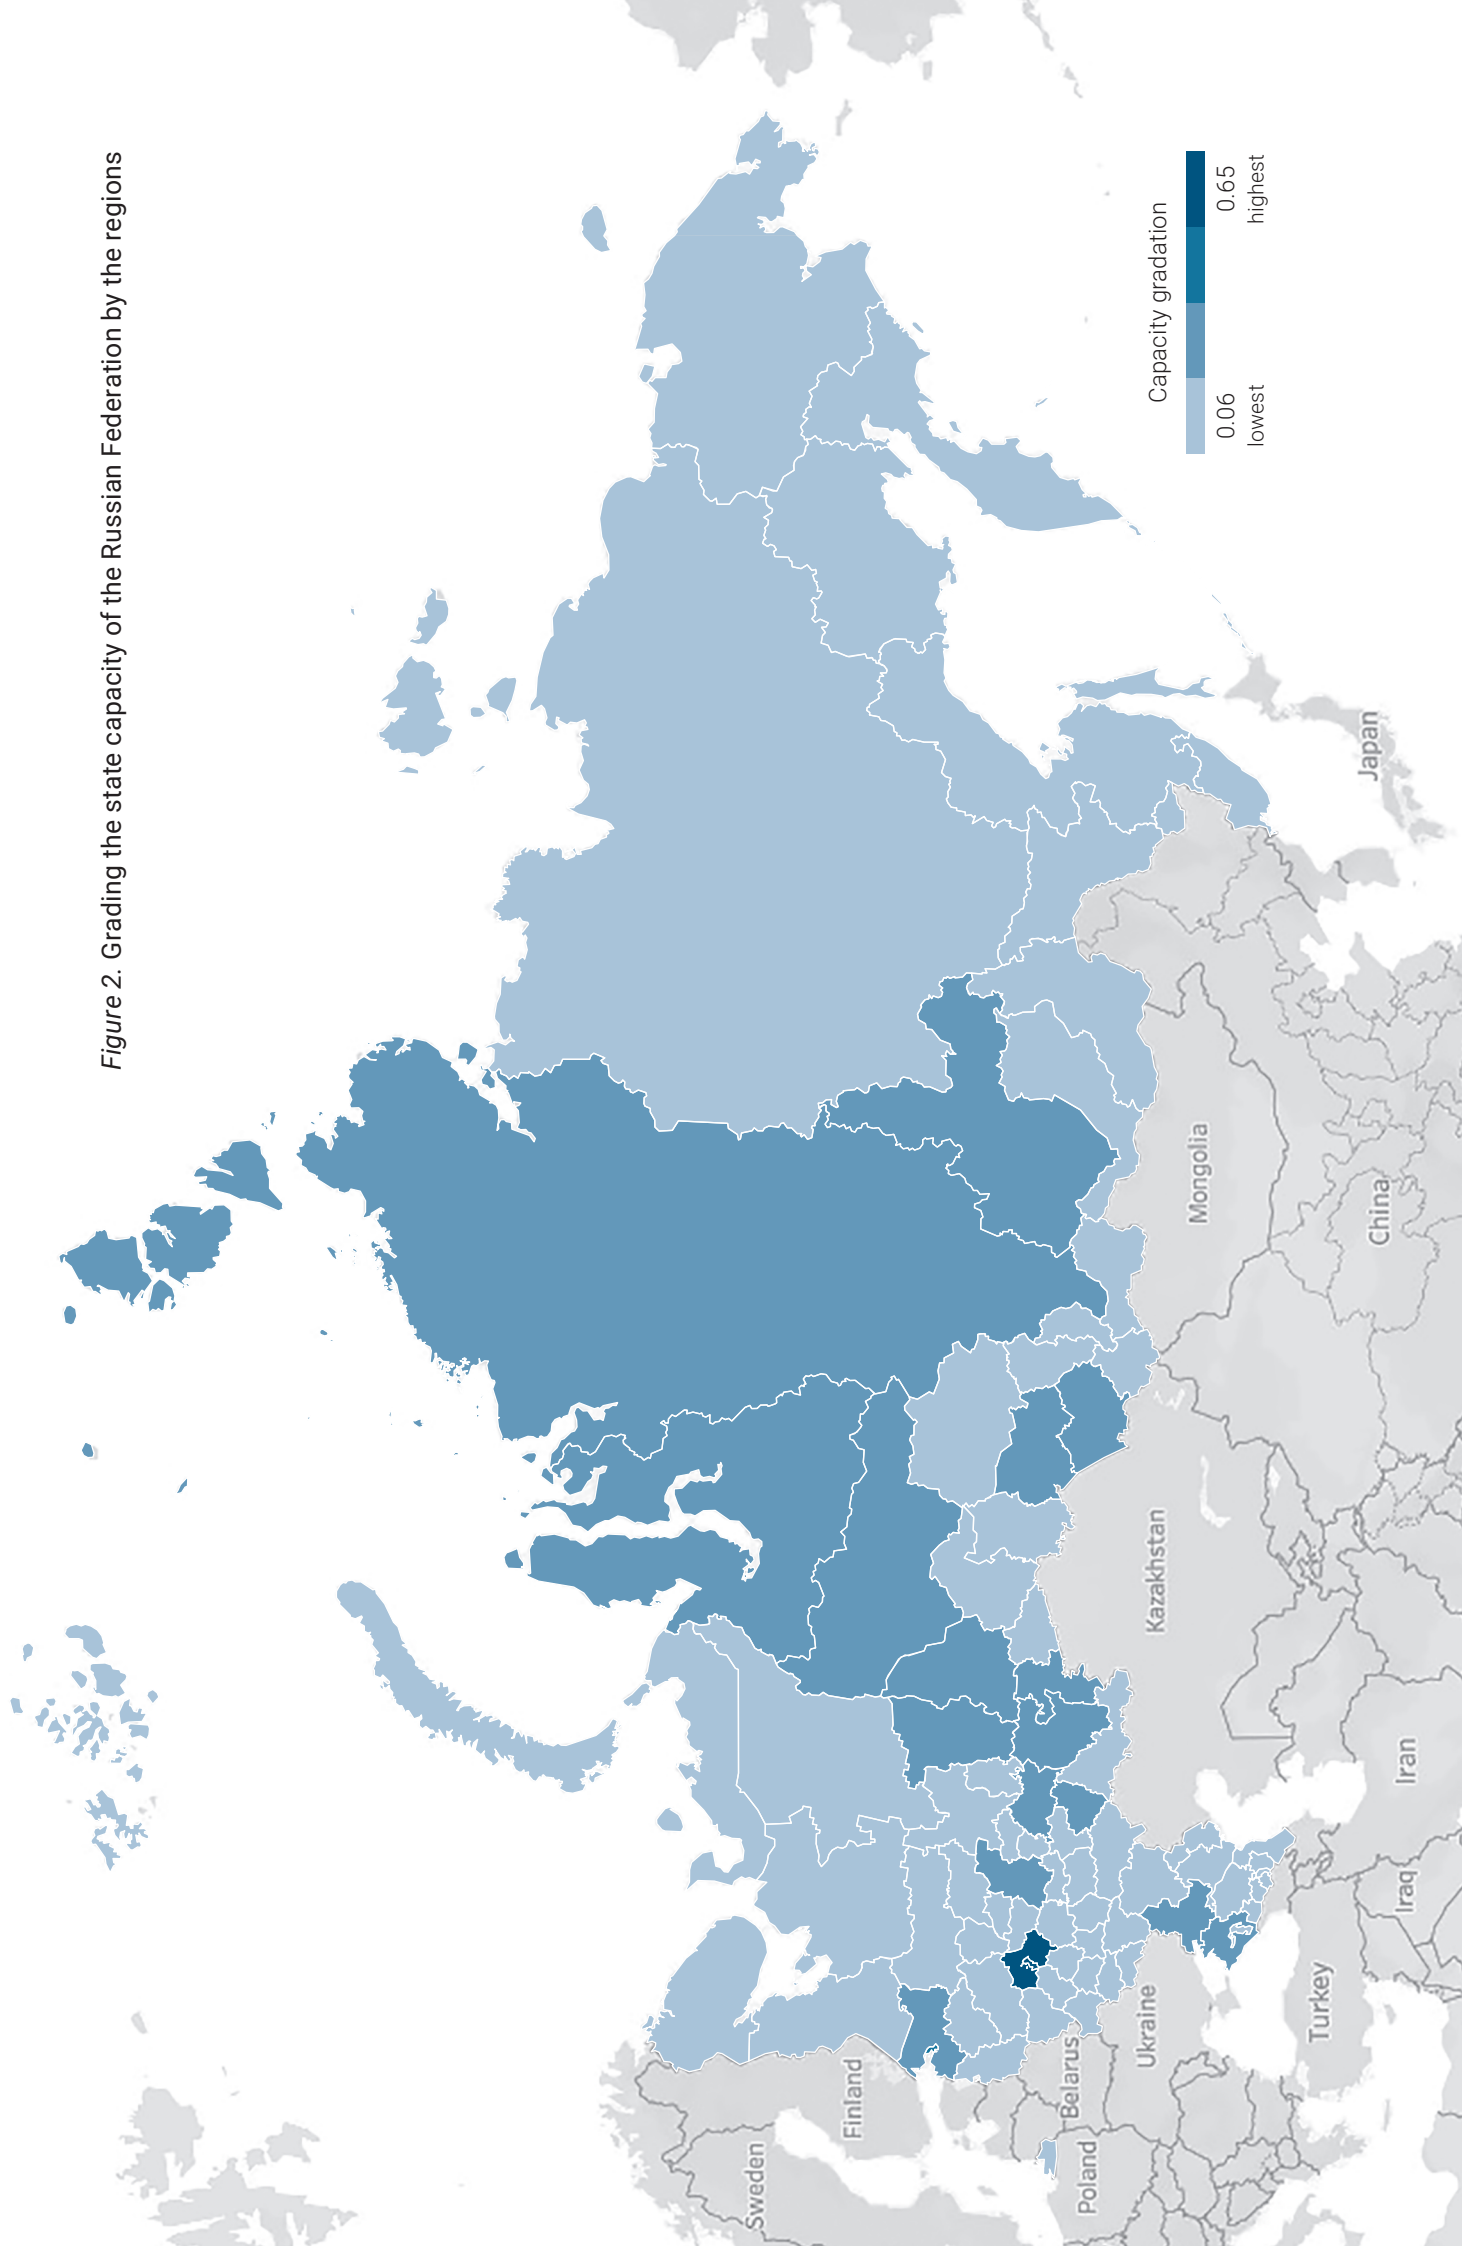 Figure 2. Grading the state capacity of the Russian Federation by the regions
Capacity gradation
0.06
0.65
lowest
highest
Sweden
Finland
Poland
Belarus
Ukraine
Turkey
Iraq
Iran
Kazakhstan
Mongolia
China
Japan